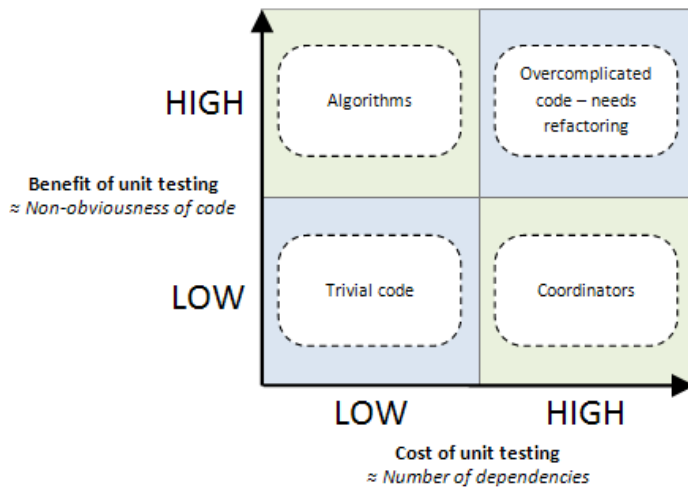 HIGH
Algorithms
Overcomplicated
code – needs
refactoring
Benefit of unit testing
≈ Non-obviousness of code
LOW
Trivial code
Coordinators
LOW
HIGH
Cost of unit testing
≈ Number of dependencies